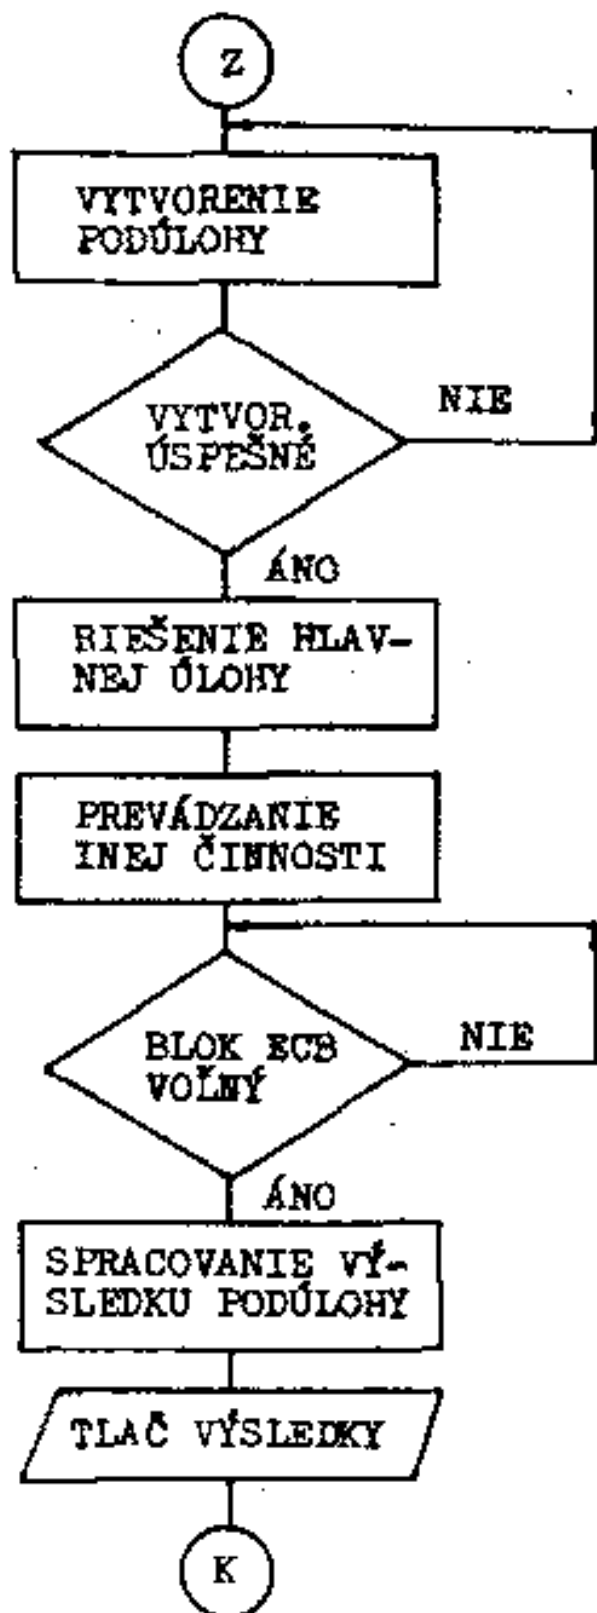 Z
VYTVORENIE
PODÚLOHY
VYTVOR.
ÚSPEŠNÉ
NIE
ÁNO
RIEŠENIE HLAV-
NEJ ÚLOHY
PREVÁDZANIE
INEJ ČINNOSTI
BLOK ECB
VOĽNÝ
NIE
ÁNO
SPRACOVANIE VÝ-
SLEDKU PODÚLOHY
TLAČ VÝSLEDKY
K